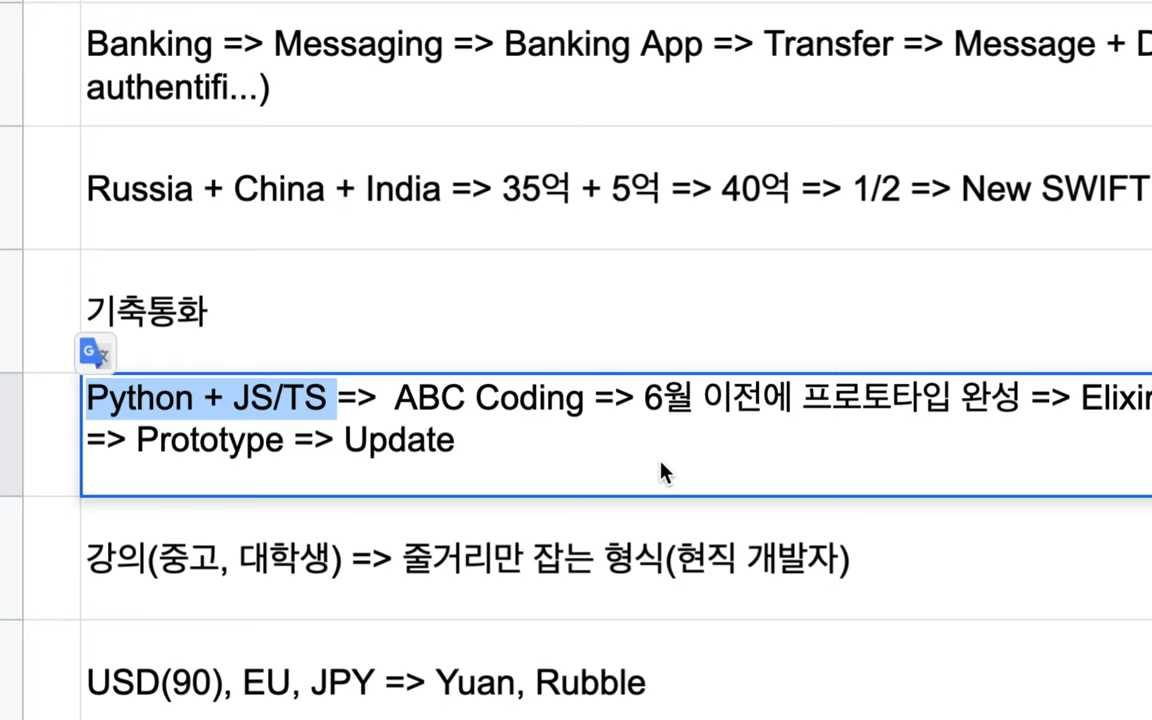 Banking => Messaging => Banking App => Transfer => Message + D
authentifi...)
Russia + China + India => 35억 + 5억 => 40억 => 1/2 => New SWIFT
기축통화
Python + JS/TS => ABC Coding => 6월 이전에 프로토타입 완성 => Elixir
=> Prototype => Update
강의(중고, 대학생) => 줄거리만 잡는 형식(현직 개발자)
USD(90), EU, JPY => Yuan, Rubble